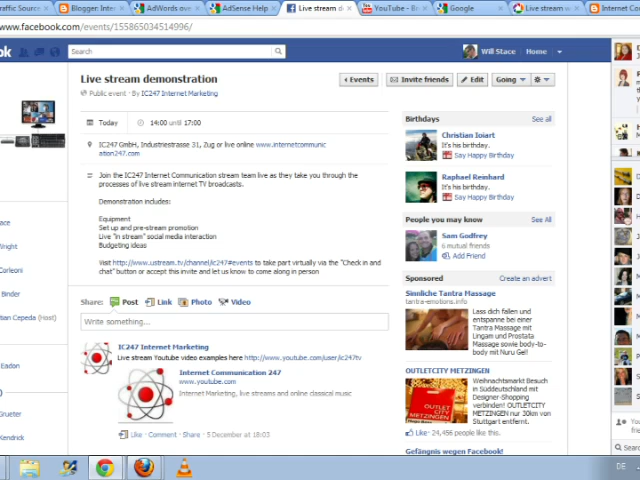 raffic Sour
Blogger: Inter
AdWords ove
AdSense Help
Live stream d
YouTube - B
Google
Live stream w
Internet Com
www.facebook.com/events/155865034514996/
ok
Search
Will Stace
Home
Live stream demonstration
Public event · By IC247 Internet Marketing
Events
Invite friends
Edit
Going
Today
14:00 until 17:00
IC247 GmbH, Industriestrasse 31, Zug or live online www.internetcommunic
ation247.com
Join the IC247 Internet Communication stream team live as they take you through the
processes of live stream internet TV broadcasts.
Demonstration includes:
Equipment
Set up and pre-stream promotion
Live "in stream" social media interaction
Budgeting ideas
Visit http://www.ustream.tv/channel/ic247#events to take part virtually via the "Check in and
chat" button or accept this invite and let us know to come along in person
Share:
Post
Link
Photo
Video
Write something...
IC247 Internet Marketing
Live stream Youtube video examples here http://www.youtube.com/user/ic247tv
Internet Communication 247
www.youtube.com
Internet Marketing, live streams and online classical music
Like · Comment · Share · 5 December at 18:03
Birthdays
See all
Christian Ioiart
It's his birthday.
Say Happy Birthday
Raphael Reinhard
It's his birthday.
Say Happy Birthday
People you may know
See All
Sam Godfrey
6 mutual friends
Add Friend
Sponsored
Create an advert
Sinnliche Tantra Massage
tantra-emotions.info
Lass dich fallen und
entspanne bei einer
Tantra Massage mit
Lingam und Prostata
Massage sowie body-to-
body mit Nuru Gel!
OUTLETCITY METZINGEN
Weihnachtsmarkt Besuch
in Süddeutschland mit
Designer-Shopping
verbinden! OUTLETCITY
METZINGEN nur 30km von
Stuttgart entfernt.
OUTLET CITY
METZINGEN
Like · 24,456 people like this.
Gefängnis wegen Facebook!
ace
Wright
Corleoni
Binder
tian Cepeda (Host)
Eadon
Grueter
Kendrick
You
frie
Search
DE